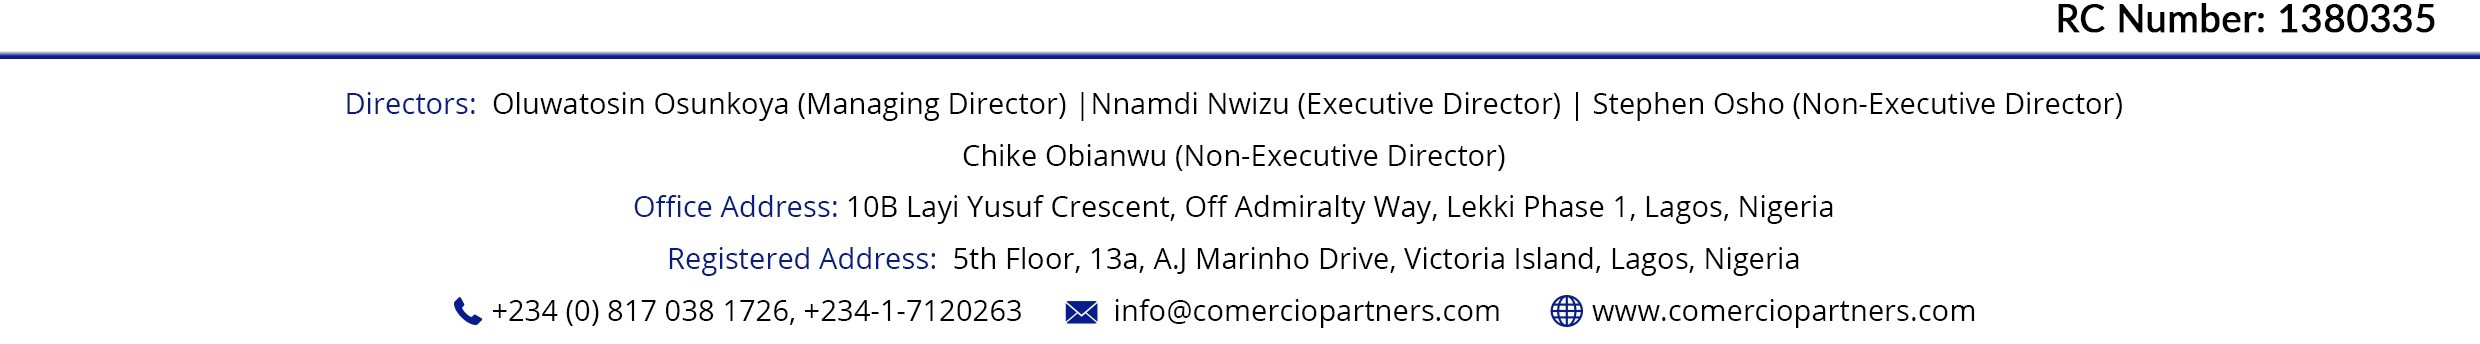 RC Number: 1380335
Directors: Oluwatosin Osunkoya (Managing Director) |Nnamdi Nwizu (Executive Director) | Stephen Osho (Non-Executive Director)
Chike Obianwu (Non-Executive Director)
Office Address: 10B Layi Yusuf Crescent, Off Admiralty Way, Lekki Phase 1, Lagos, Nigeria
Registered Address: 5th Floor, 13a, A.J Marinho Drive, Victoria Island, Lagos, Nigeria
+234 (0) 817 038 1726, +234-1-7120263 info@comerciopartners.com www.comerciopartners.com